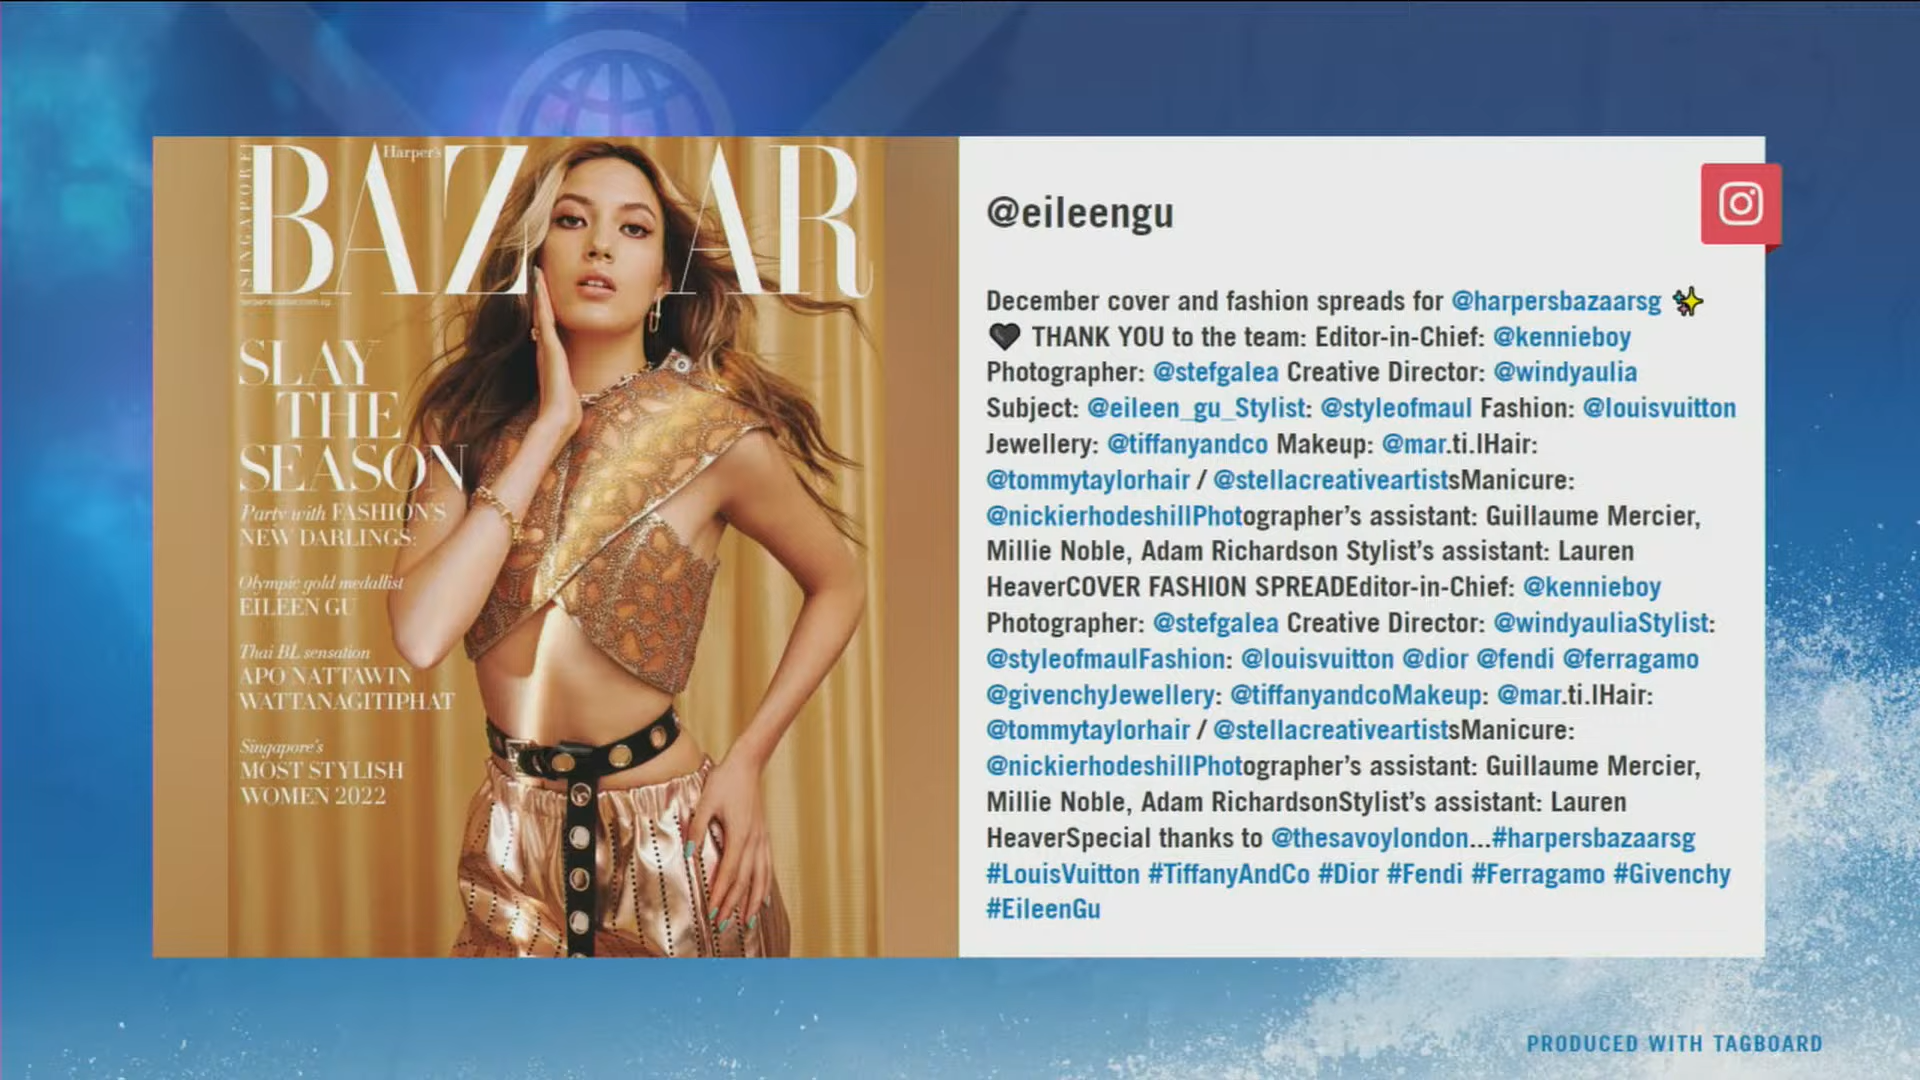 SINGAPORE
Harper's
BAZAAR
SLAY
THE
SEASON
Party with FASHION'S
NEW DARLINGS:
Olympic gold medallist
EILEEN GU
Thai BL sensation
APO NATTAWIN
WATTANAGITIPHAT
Singapore's
MOST STYLISH
WOMEN 2022
@eileengu
December cover and fashion spreads for @harpersbazaarsg ✨
🖤 THANK YOU to the team: Editor-in-Chief: @kennieboy
Photographer: @stefgalea Creative Director: @windyaulia
Subject: @eileen_gu_Stylist: @styleofmaul Fashion: @louisvuitton
Jewellery: @tiffanyandco Makeup: @mar.ti.lHair:
@tommytaylorhair / @stellacreativeartistsManicure:
@nickierhodeshillPhotographer’s assistant: Guillaume Mercier,
Millie Noble, Adam Richardson Stylist’s assistant: Lauren
HeaverCOVER FASHION SPREADEditor-in-Chief: @kennieboy
Photographer: @stefgalea Creative Director: @windyauliaStylist:
@styleofmaulFashion: @louisvuitton @dior @fendi @ferragamo
@givenchyJewellery: @tiffanyandcoMakeup: @mar.ti.lHair:
@tommytaylorhair / @stellacreativeartistsManicure:
@nickierhodeshillPhotographer’s assistant: Guillaume Mercier,
Millie Noble, Adam RichardsonStylist’s assistant: Lauren
HeaverSpecial thanks to @thesavoylondon...#harpersbazaarsg
#LouisVuitton #TiffanyAndCo #Dior #Fendi #Ferragamo #Givenchy
#EileenGu
PRODUCED WITH TAGBOARD